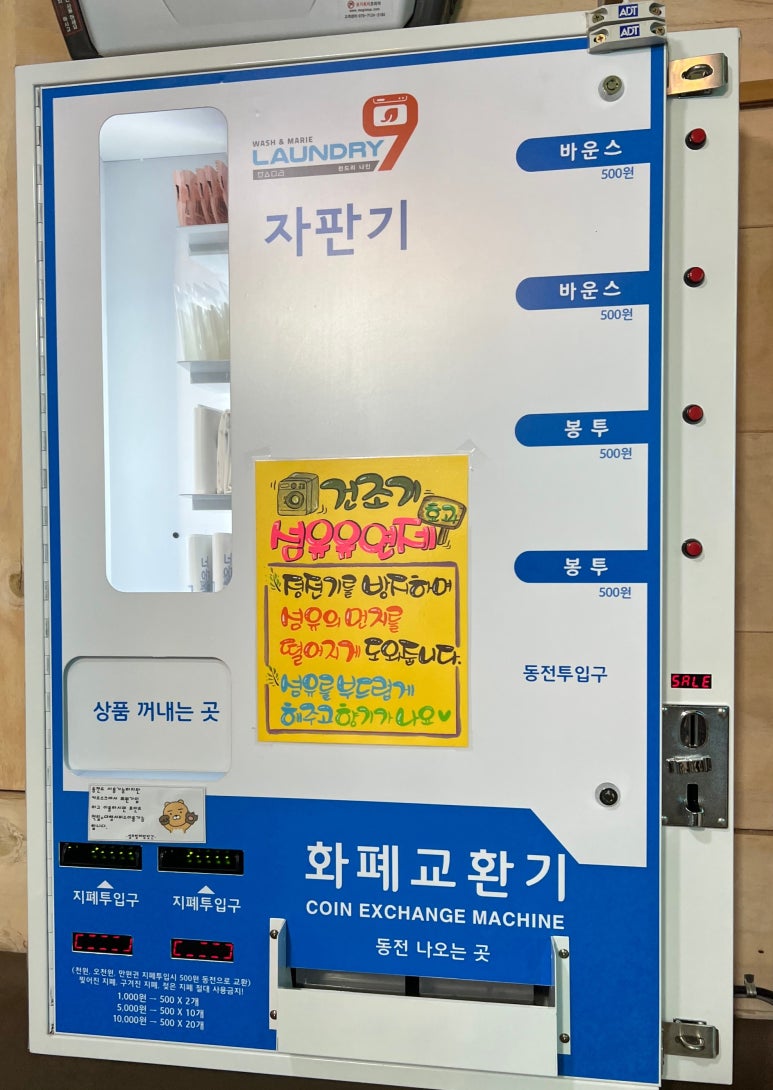 ADT
ADT
WASH & MARIE
LAUNDRY 9
런드리 나인
자판기
바운스
500원
바운스
500원
봉투
500원
봉투
500원
건조기
효과
섬유유연제
정전기를 방지하며
섬유의 먼지를
떨어지게 도와줍니다.
섬유를 부드럽게
해주고 향기가 나요♥
동전투입구
SALE
상품 꺼내는 곳
화폐교환기
COIN EXCHANGE MACHINE
동전 나오는 곳
지폐투입구
지폐투입구
(천원, 오천원, 만원권 지폐투입시 500원 동전으로 교환)
찢어진 지폐, 구겨진 지폐, 젖은 지폐 절대 사용금지!
1,000원 ─ 500 X 2개
5,000원 ─ 500 X 10개
10,000원 ─ 500 X 20개